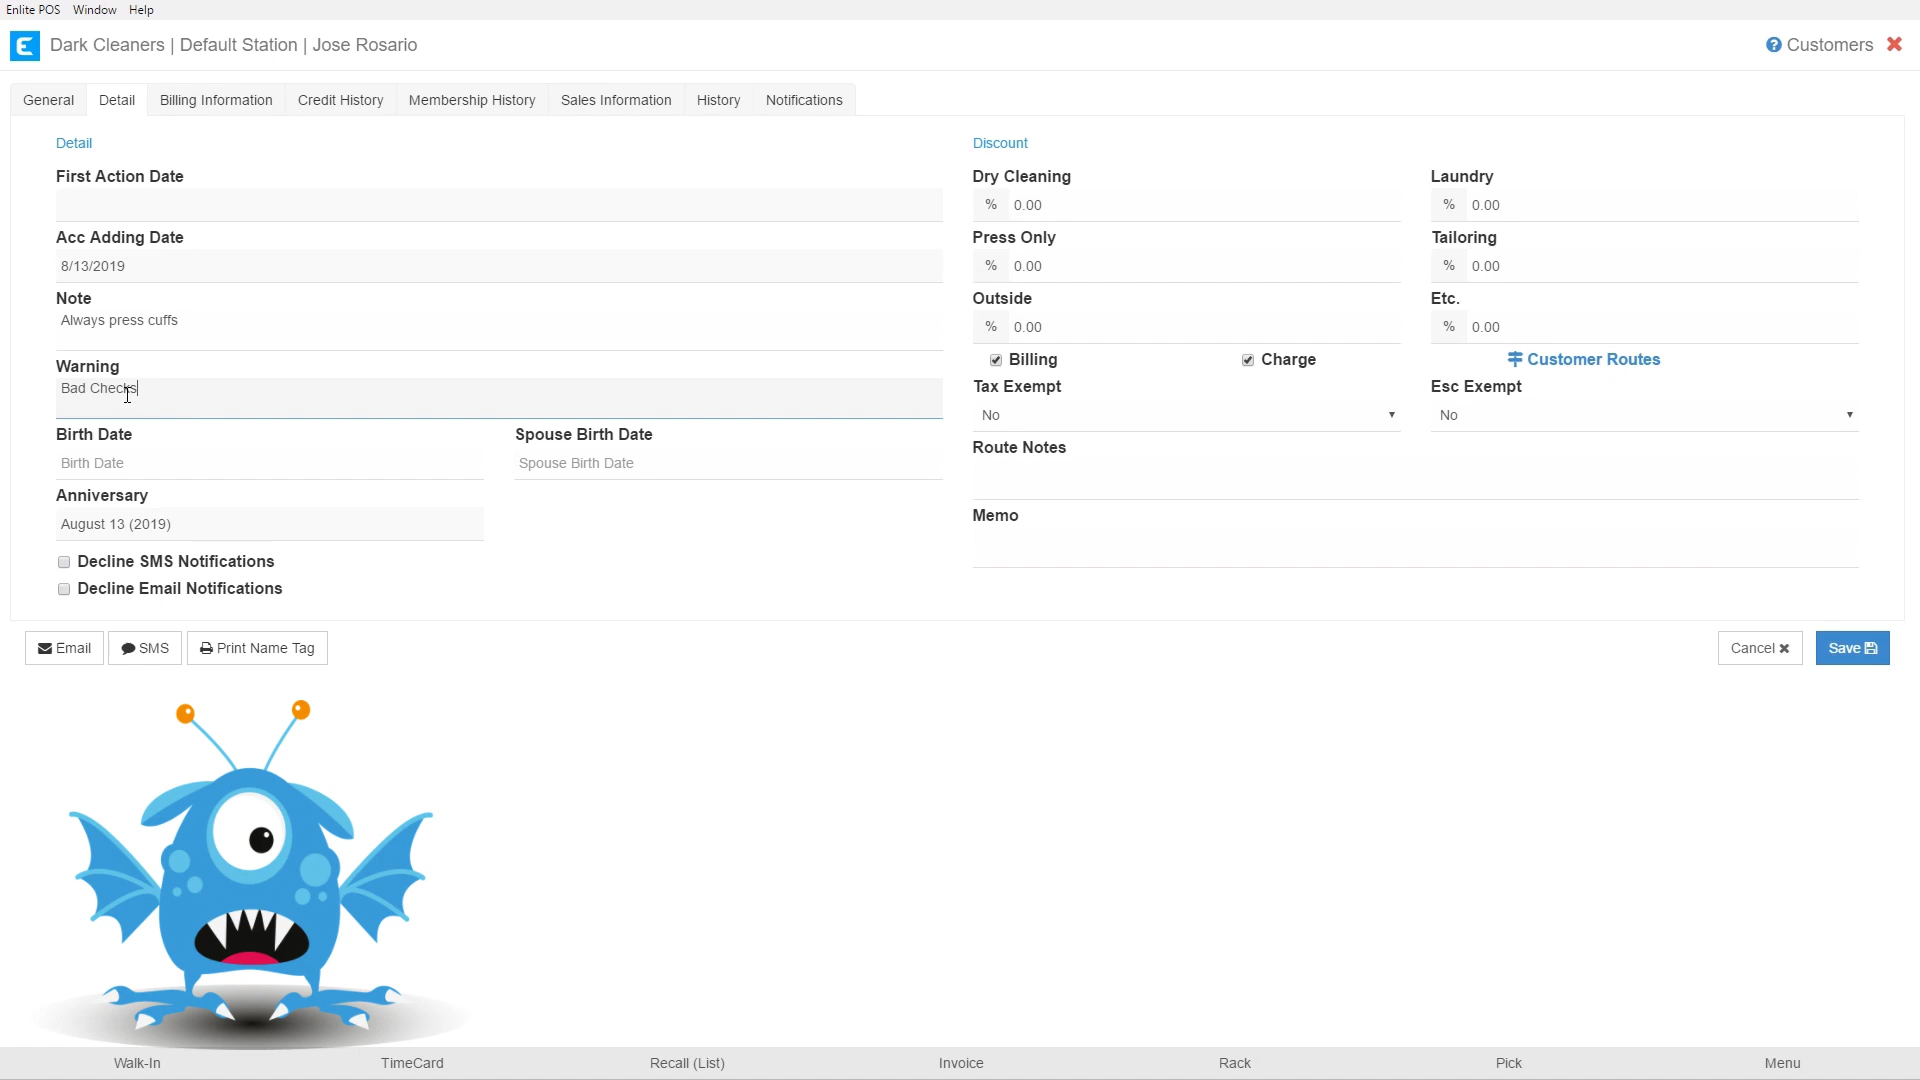 Enlite POS Window Help
Dark Cleaners | Default Station | Jose Rosario
Customers
General Detail Billing Information Credit History Membership History Sales Information History Notifications
Detail
First Action Date
Acc Adding Date
8/13/2019
Note
Always press cuffs
Warning
Bad Checks
Birth Date
Birth Date
Spouse Birth Date
Spouse Birth Date
Anniversary
August 13 (2019)
Decline SMS Notifications
Decline Email Notifications
Discount
Dry Cleaning
% 0.00
Laundry
% 0.00
Press Only
% 0.00
Tailoring
% 0.00
Outside
% 0.00
Etc.
% 0.00
Billing
Charge
Customer Routes
Tax Exempt
No
Esc Exempt
No
Route Notes
Memo
Email
SMS
Print Name Tag
Cancel
Save
Walk-In TimeCard Recall (List) Invoice Rack Pick Menu